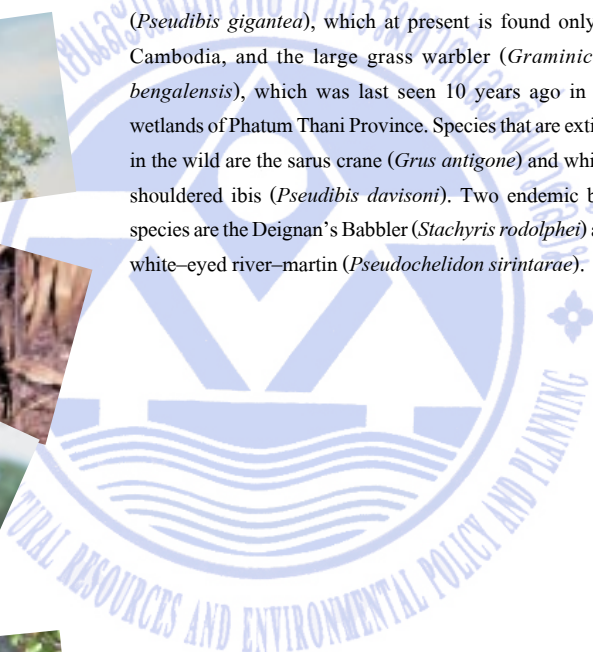 (Pseudibis gigantea), which at present is found only
Cambodia, and the large grass warbler (Graminic
bengalensis), which was last seen 10 years ago in
wetlands of Phatum Thani Province. Species that are exti
in the wild are the sarus crane (Grus antigone) and whi
shouldered ibis (Pseudibis davisoni). Two endemic b
species are the Deignan's Babbler (Stachyris rodolphei) a
white–eyed river–martin (Pseudochelidon sirintarae).
URAL RESOURCES AND ENVIRONMENTAL POLICY AND PLANNING